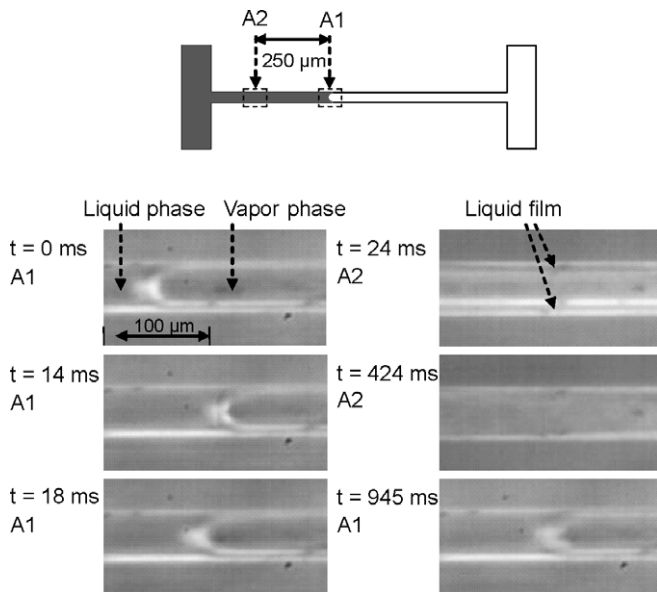 A2 A1
250 µm
Liquid phase Vapor phase Liquid film
t = 0 ms
A1
100 µm
t = 24 ms
A2
t = 14 ms
A1
t = 424 ms
A2
t = 18 ms
A1
t = 945 ms
A1